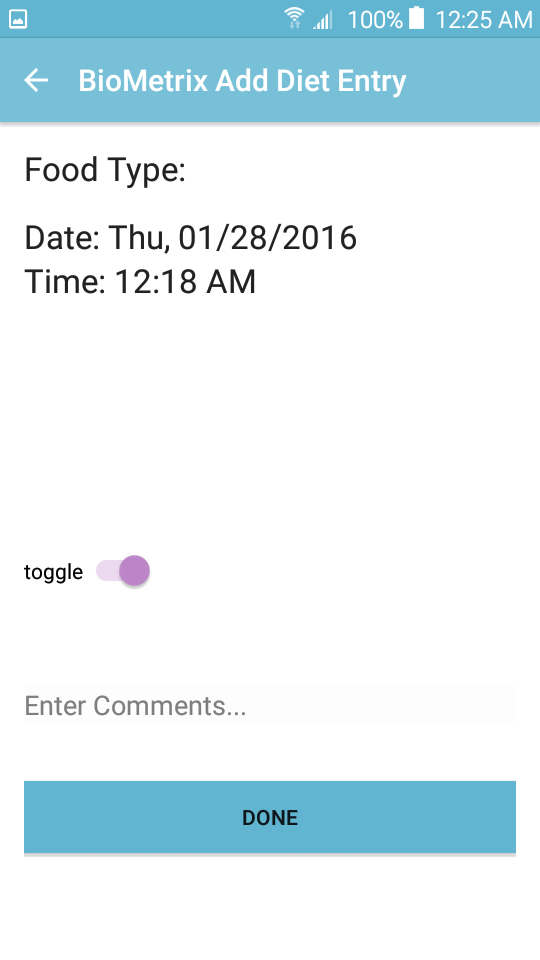 100% 12:25 AM
BioMetrix Add Diet Entry
Food Type:
Date: Thu, 01/28/2016
Time: 12:18 AM
toggle
Enter Comments...
DONE